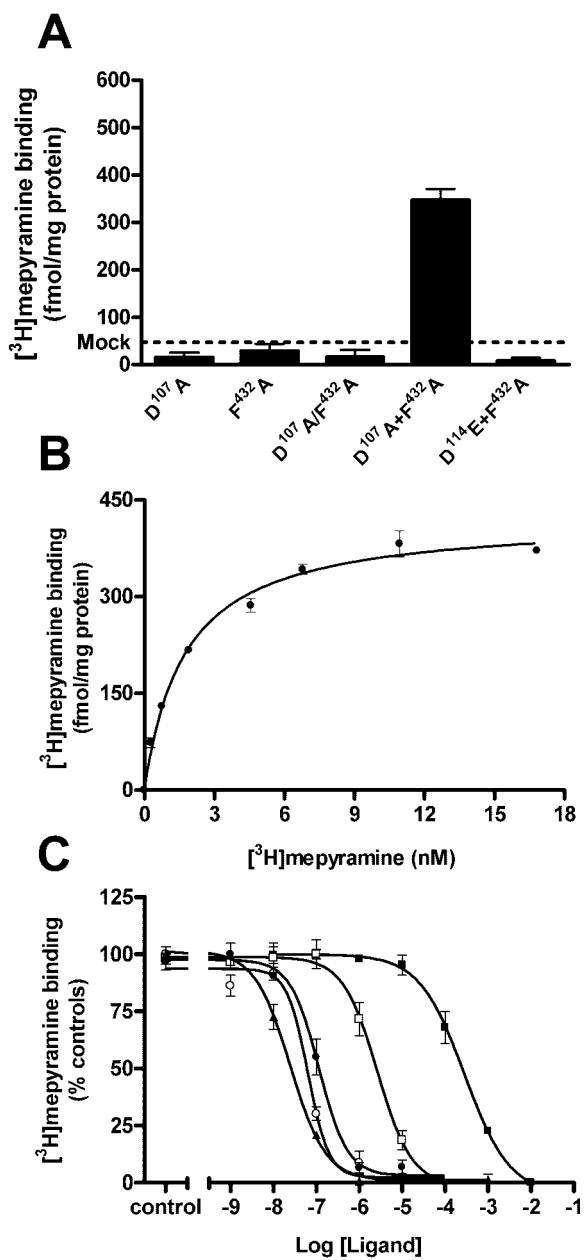 A
[³H]mepyramine binding
(fmol/mg protein)
600
500
400
300
200
100
Mock
0
D¹⁰⁷A
F⁴³²A
D¹⁰⁷A/F⁴³²A
D¹⁰⁷A+F⁴³²A
D¹¹⁴E+F⁴³²A
B
[³H]mepyramine binding
(fmol/mg protein)
450
300
150
0
0 3 6 9 12 15 18
[³H]mepyramine (nM)
C
[³H]mepyramine binding
(% controls)
125
100
75
50
25
0
control -9 -8 -7 -6 -5 -4 -3 -2 -1
Log [Ligand]